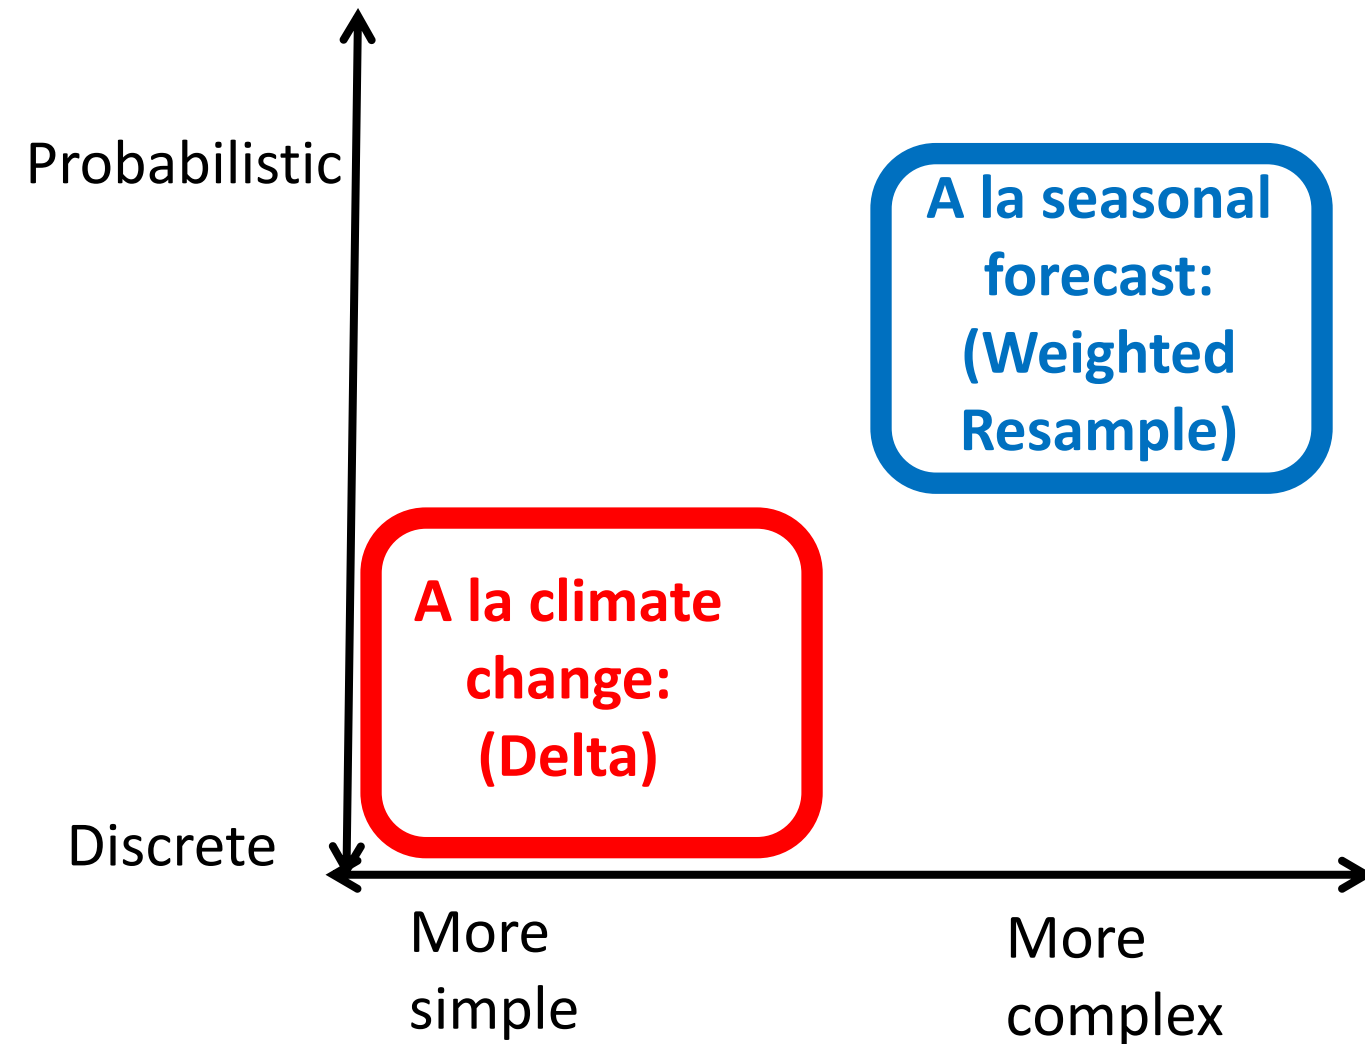 Probabilistic
A la seasonal
forecast:
(Weighted
Resample)
A la climate
change:
(Delta)
Discrete
More
simple
More
complex